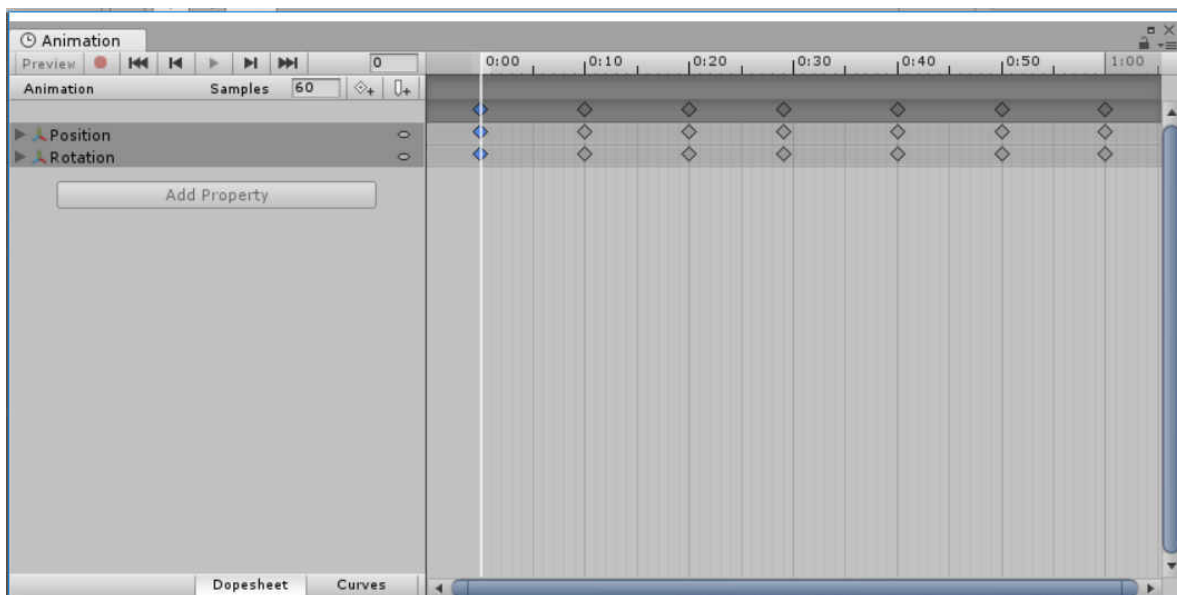 Animation
Preview 0 0:00 0:10 0:20 0:30 0:40 0:50 1:00
Animation Samples 60
Position
Rotation
Add Property
Dopesheet Curves